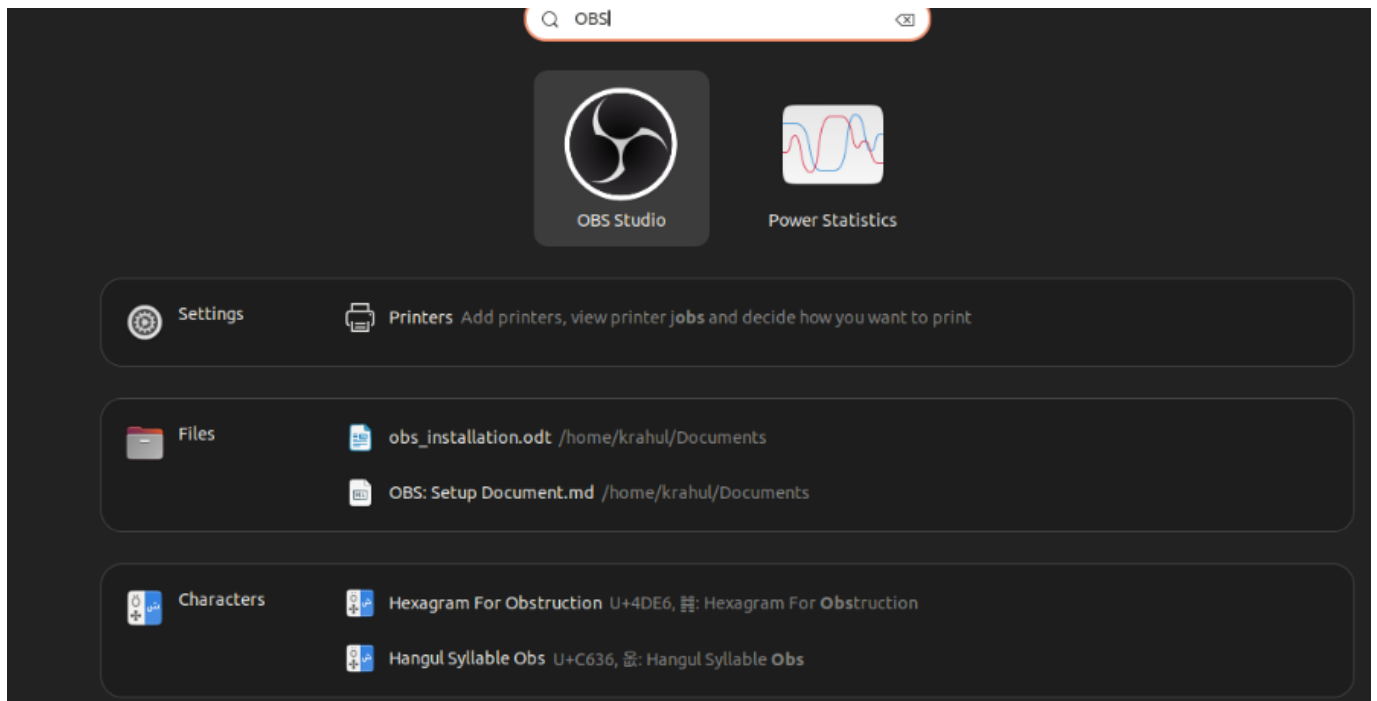 OBS
OBS Studio
Power Statistics
Settings
Printers Add printers, view printer jobs and decide how you want to print
Files
obs_installation.odt /home/krahul/Documents
OBS: Setup Document.md /home/krahul/Documents
Characters
Hexagram For Obstruction U+4DE6, ䷦: Hexagram For Obstruction
Hangul Syllable Obs U+C636, 옶: Hangul Syllable Obs